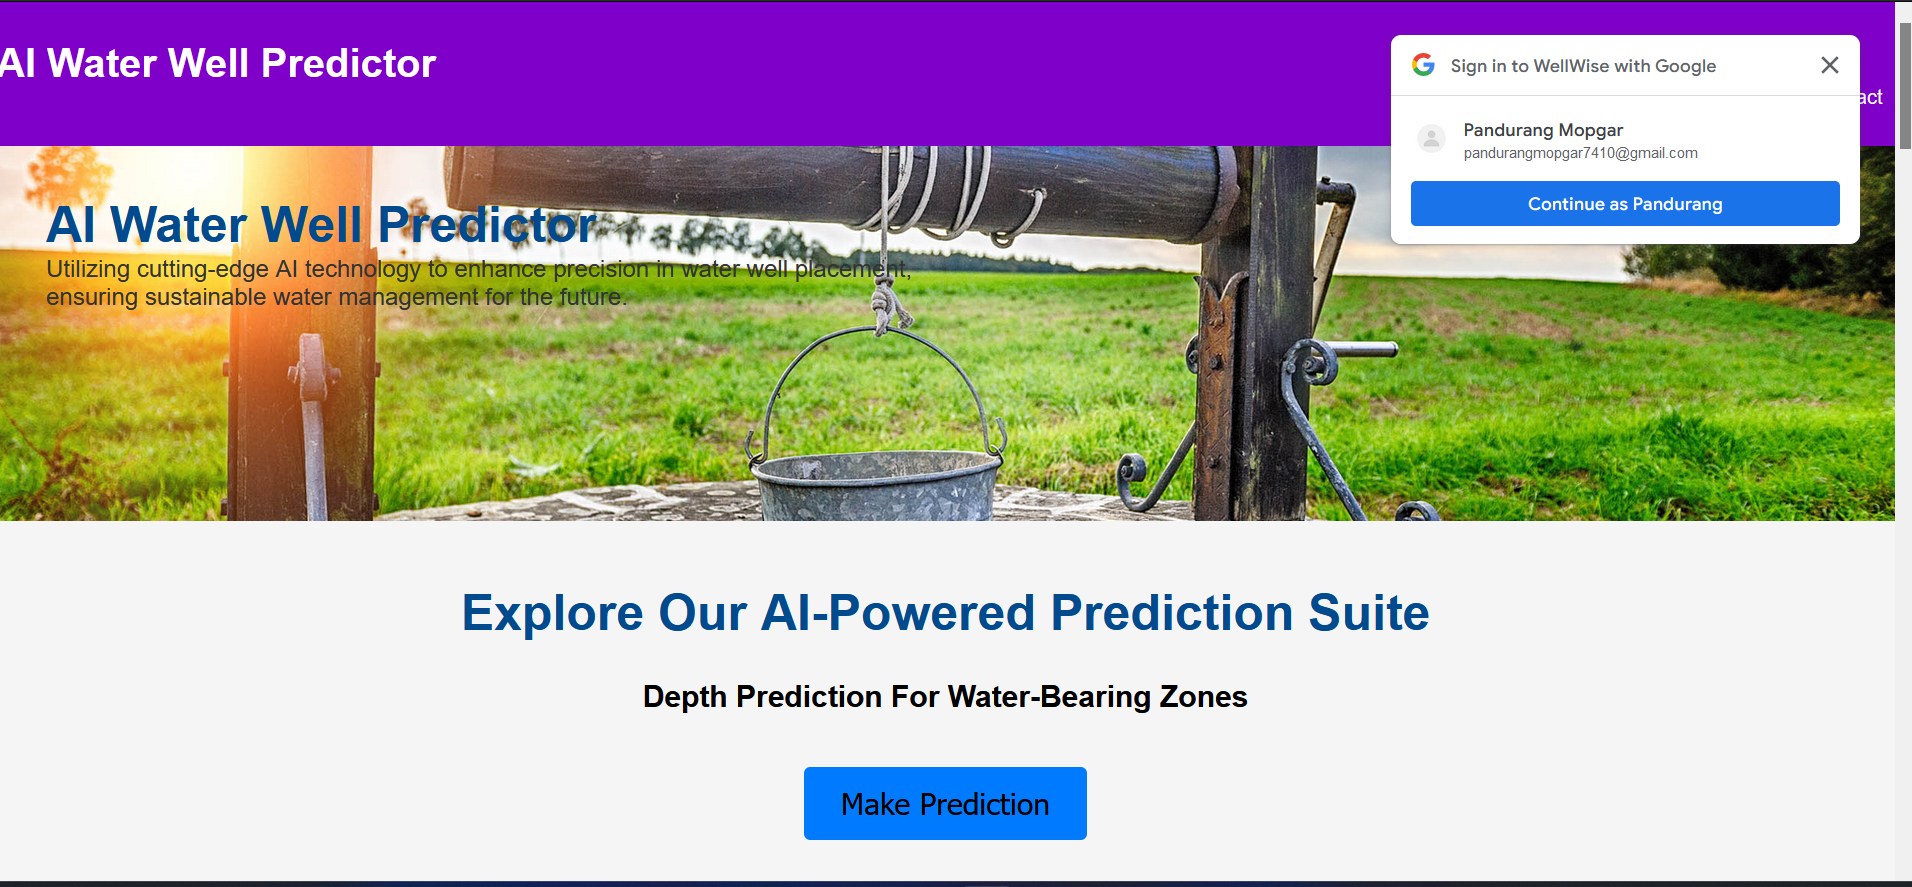 AI Water Well Predictor
Sign in to WellWise with Google
act
Pandurang Mopgar
pandurangmopgar7410@gmail.com
Continue as Pandurang
AI Water Well Predictor
Utilizing cutting-edge AI technology to enhance precision in water well placement,
ensuring sustainable water management for the future.
Explore Our AI-Powered Prediction Suite
Depth Prediction For Water-Bearing Zones
Make Prediction